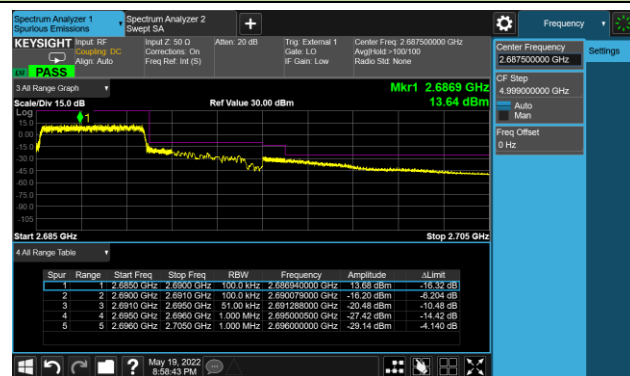 Spectrum Analyzer 1
Spurious Emissions
Spectrum Analyzer 2
Swept SA
Frequency
KEYSIGHT
Input: RF
Coupling: DC
Align: Auto
Input Z: 50 Ω
Corrections: On
Freq Ref: Int (S)
Atten: 20 dB
Trig: External 1
Gate: LO
IF Gain: Low
Center Freq: 2.687500000 GHz
Avg|Hold:>100/100
Radio Std: None
LU PASS
Center Frequency
2.687500000 GHz
Settings
CF Step
4.999000000 GHz
Auto
Man
Freq Offset
0 Hz
3 All Range Graph
Mkr1 2.6869 GHz
Scale/Div 15.0 dB
Ref Value 30.00 dBm
13.64 dBm
Log
1
15.0
0.00
-15.0
-30.0
-45.0
-60.0
-75.0
-90.0
-105
Start 2.685 GHz
Stop 2.705 GHz
4 All Range Table
Spur Range Start Freq Stop Freq RBW Frequency Amplitude ΔLimit
1 1 2.6850 GHz 2.6900 GHz 100.0 kHz 2.686940000 GHz 13.68 dBm -16.32 dB
2 2 2.6900 GHz 2.6910 GHz 100.0 kHz 2.690079000 GHz -16.20 dBm -6.204 dB
3 3 2.6910 GHz 2.6950 GHz 51.00 kHz 2.691288000 GHz -20.48 dBm -10.48 dB
4 4 2.6950 GHz 2.6960 GHz 1.000 MHz 2.695000500 GHz -27.42 dBm -14.42 dB
5 5 2.6960 GHz 2.7050 GHz 1.000 MHz 2.696000000 GHz -29.14 dBm -4.140 dB
May 19, 2022
8:58:43 PM